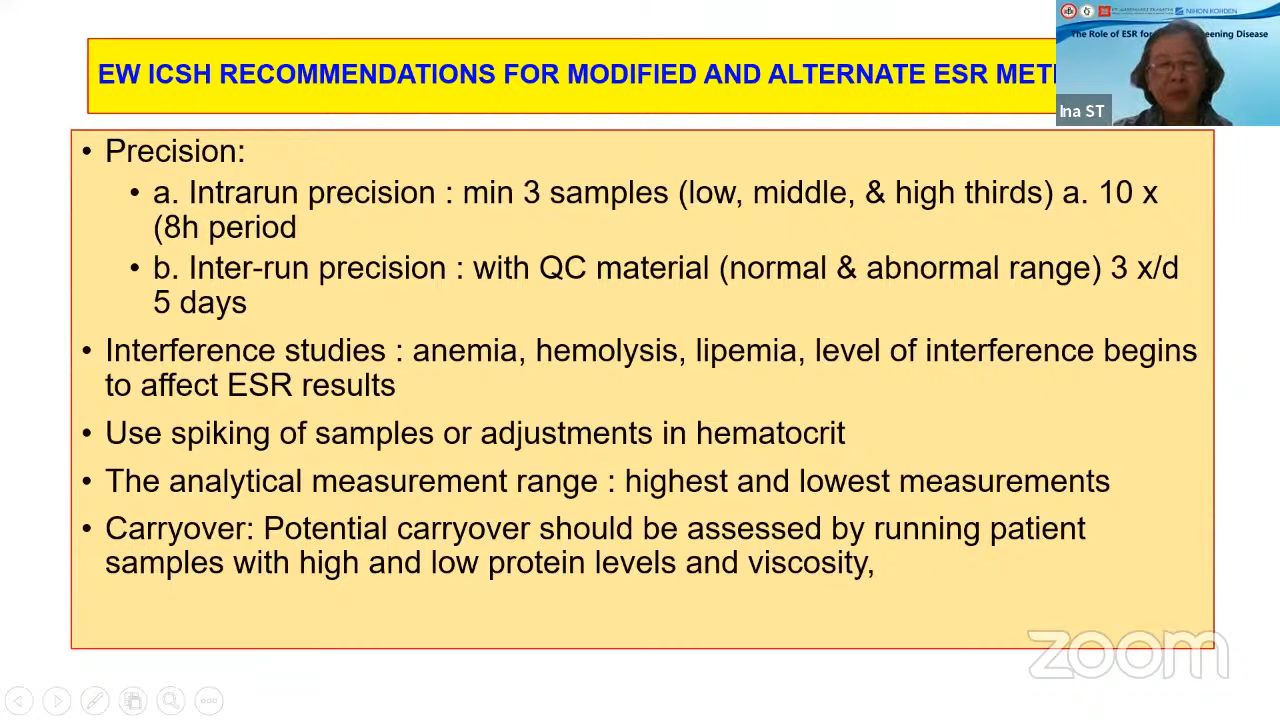 EW ICSH RECOMMENDATIONS FOR MODIFIED AND ALTERNATE ESR
NIHON KOHDEN
The Role of ESR for
Disease
Ina ST
• Precision:
• a. Intrarun precision : min 3 samples (low, middle, & high thirds) a. 10 x
(8h period
• b. Inter-run precision : with QC material (normal & abnormal range) 3 x/d
5 days
• Interference studies : anemia, hemolysis, lipemia, level of interference begins
to affect ESR results
• Use spiking of samples or adjustments in hematocrit
• The analytical measurement range : highest and lowest measurements
• Carryover: Potential carryover should be assessed by running patient
samples with high and low protein levels and viscosity,
zoom